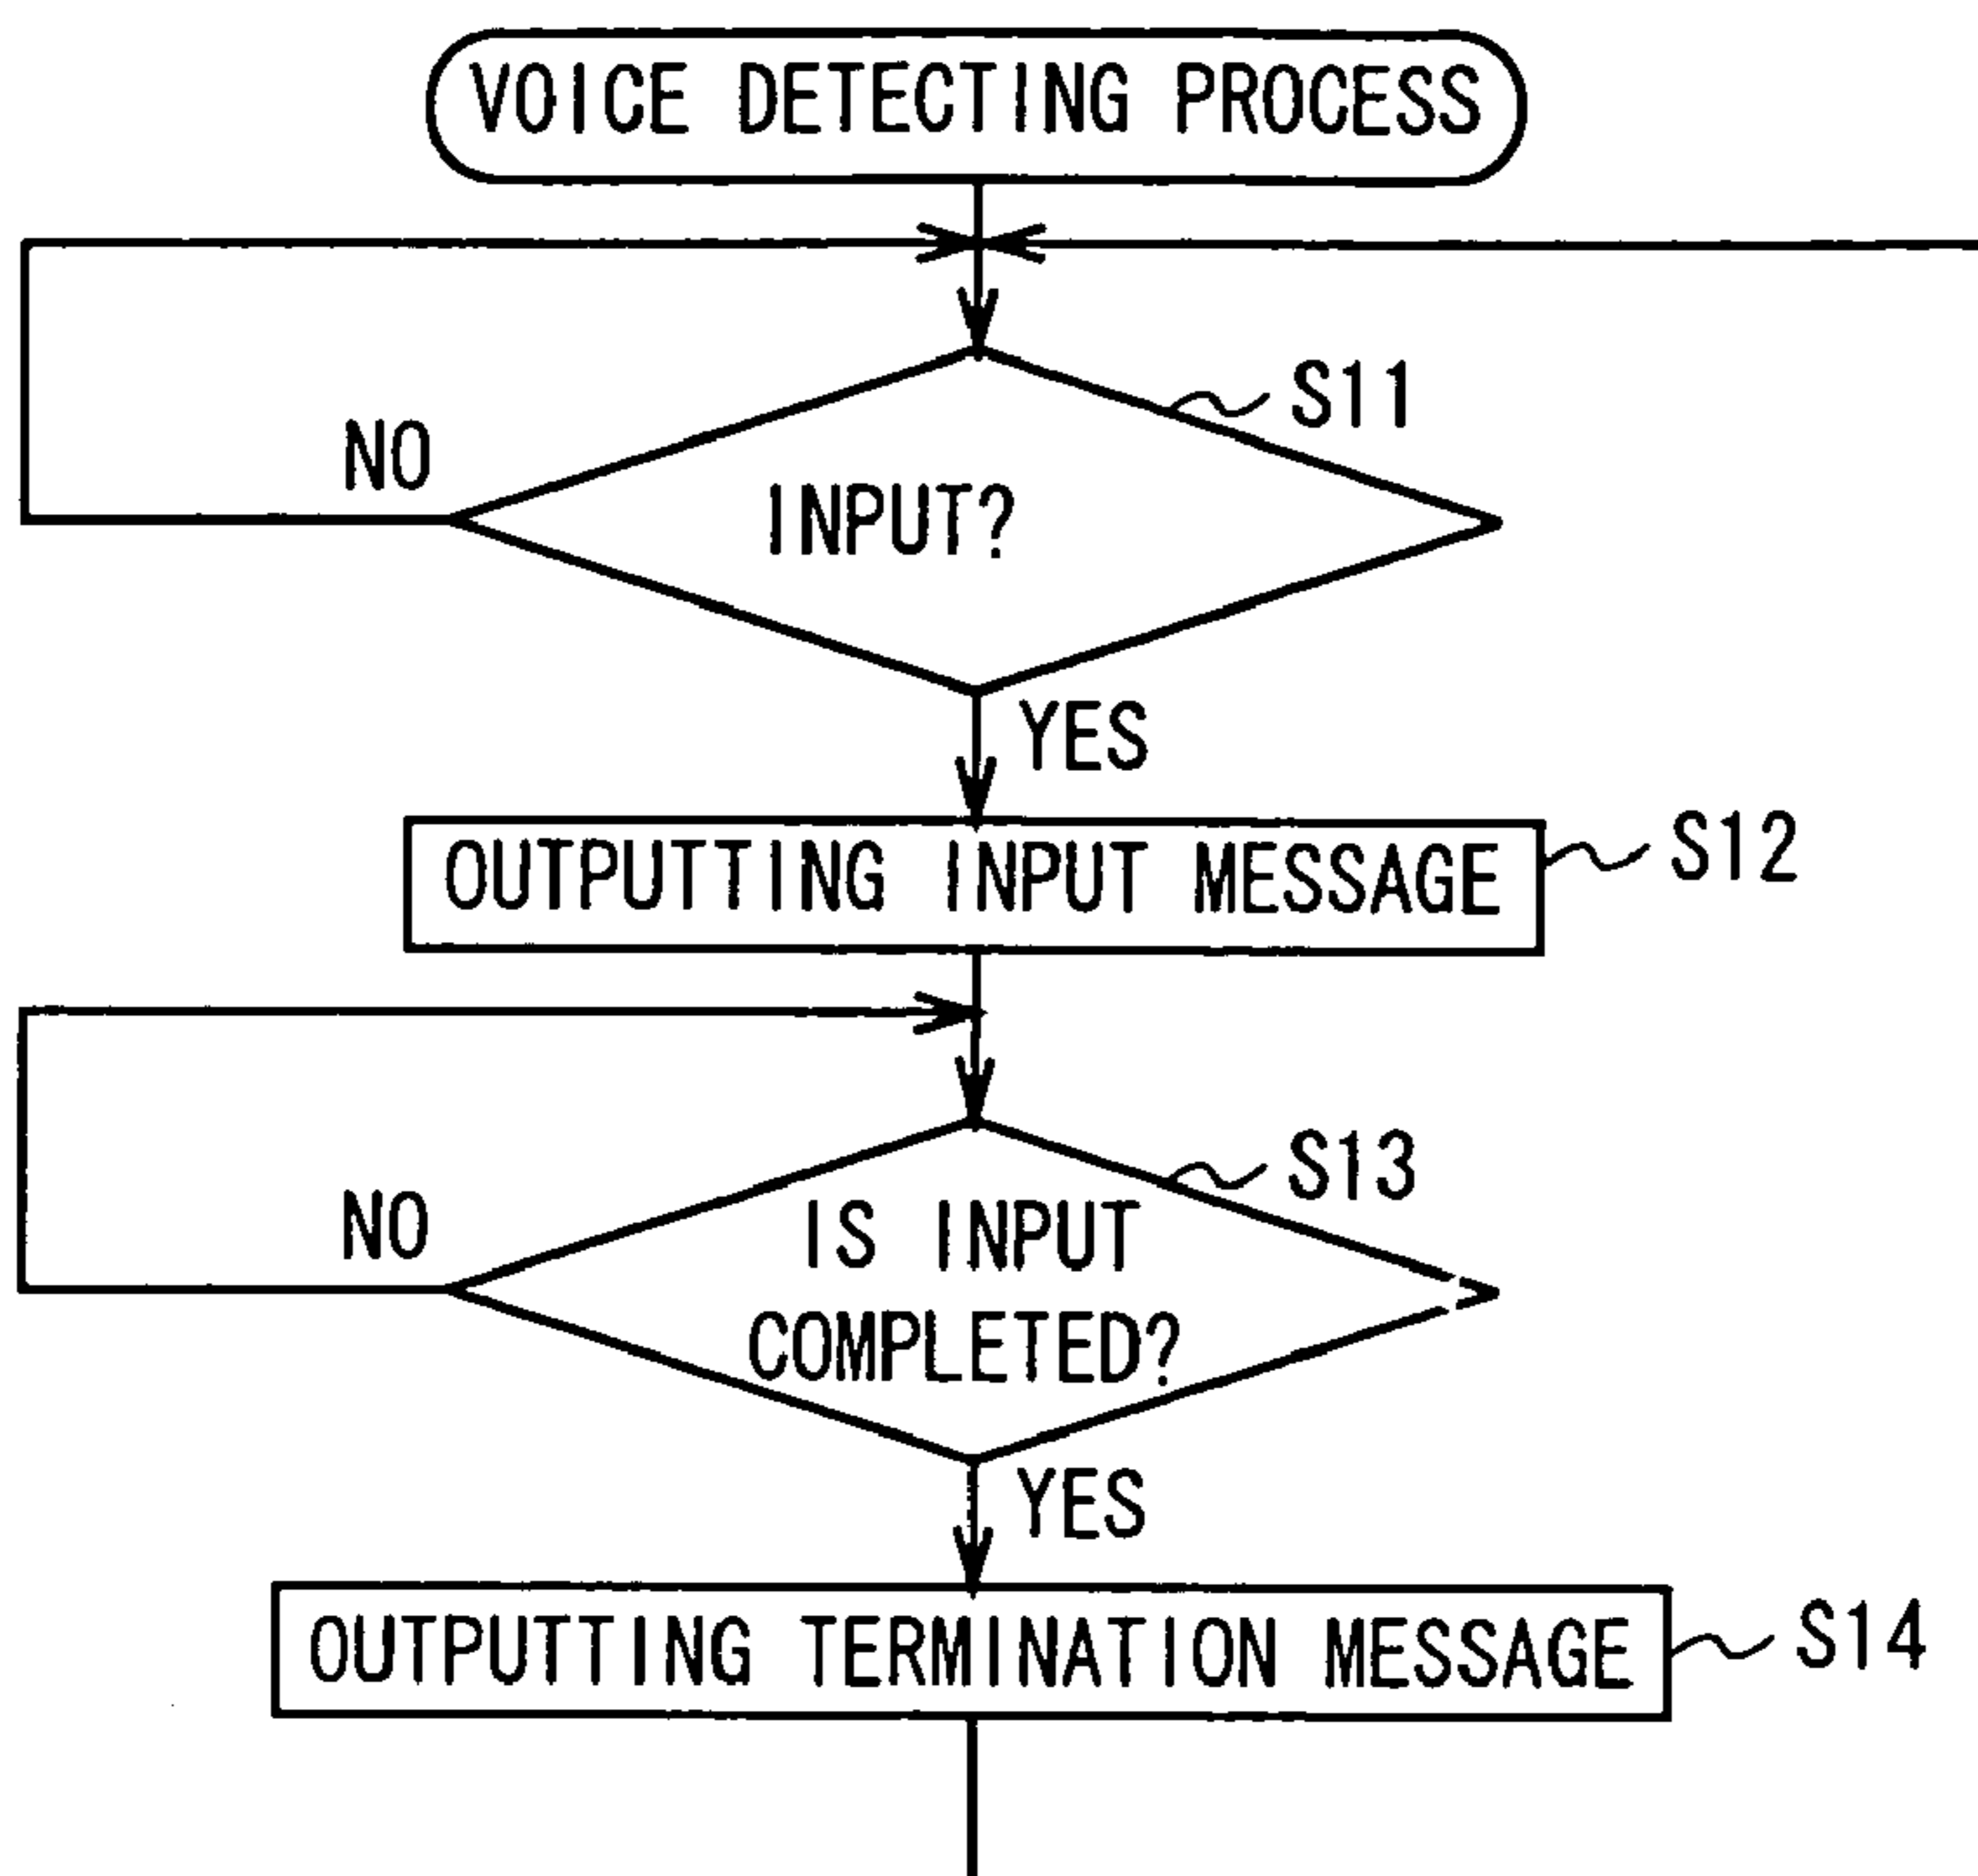 VOICE DETECTING PROCESS
S11
NO
INPUT?
YES
OUTPUTTING INPUT MESSAGE
S12
S13
NO
IS INPUT
COMPLETED?
YES
OUTPUTTING TERMINATION MESSAGE
S14